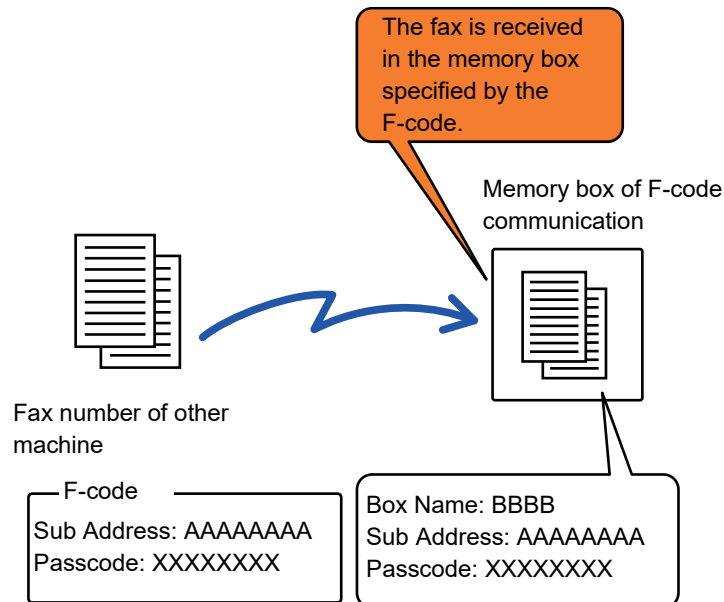 The fax is received
in the memory box
specified by the
F-code.
Memory box of F-code
communication
Fax number of other
machine
F-code
Sub Address: AAAAAAAA
Passcode: XXXXXXXX
Box Name: BBBB
Sub Address: AAAAAAAA
Passcode: XXXXXXXX